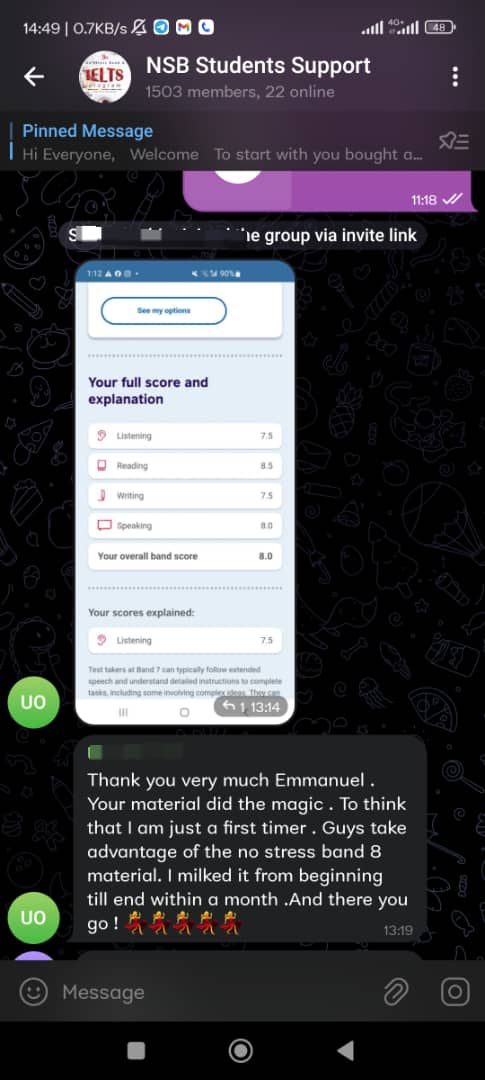 14:49 | 0.7KB/s
4G+
48
NSB Students Support
1503 members, 22 online
IELTS
Pinned Message
Hi Everyone, Welcome To start with you bought a...
11:18
the group via invite link
1:12
90%
See my options
Your full score and
explanation
Listening 7.5
Reading 8.5
Writing 7.5
Speaking 8.0
Your overall band score 8.0
Your scores explained:
Listening 7.5
Test takers at Band 7 can typically follow extended
speech and understand detailed instructions to complete
tasks, including some involving complex ideas. They can
1 13:14
UO
Thank you very much Emmanuel .
Your material did the magic . To think
that I am just a first timer . Guys take
advantage of the no stress band 8
material. I milked it from beginning
till end within a month .And there you
go ! 💃💃💃💃💃
13:19
UO
Message